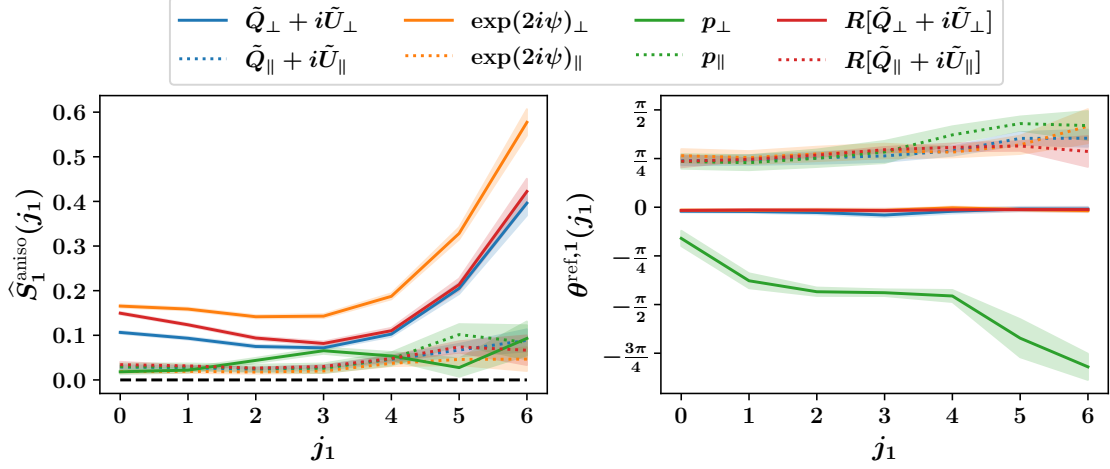 Q̃⊥ + iŨ⊥ exp(2iψ)⊥ p⊥ R[Q̃⊥ + iŨ⊥]
Q̃∥ + iŨ∥ exp(2iψ)∥ p∥ R[Q̃∥ + iŨ∥]
Ŝ₁ᵃⁿⁱˢᵒ(j₁)
0.6
0.5
0.4
0.3
0.2
0.1
0.0
0 1 2 3 4 5 6
j₁
θ^{ref,1}(j₁)
π/2
π/4
0
−π/4
−π/2
−3π/4
0 1 2 3 4 5 6
j₁